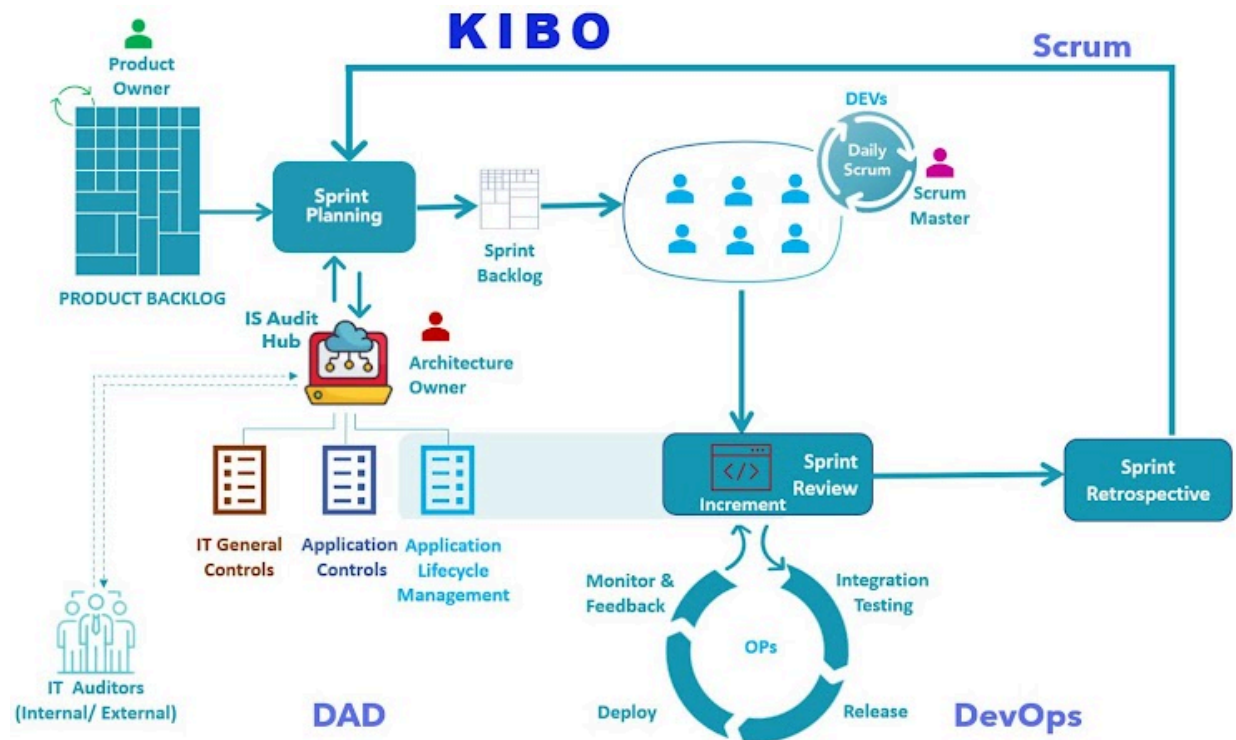 KIBO
Scrum
Product
Owner
DEVs
Daily
Scrum
Scrum
Master
Sprint
Planning
Sprint
Backlog
PRODUCT BACKLOG
IS Audit
Hub
Architecture
Owner
</>
Increment
Sprint
Review
Sprint
Retrospective
IT General
Controls
Application
Controls
Application
Lifecycle
Management
Monitor &
Feedback
Integration
Testing
OPs
Deploy
Release
IT Auditors
(Internal/ External)
DAD
DevOps